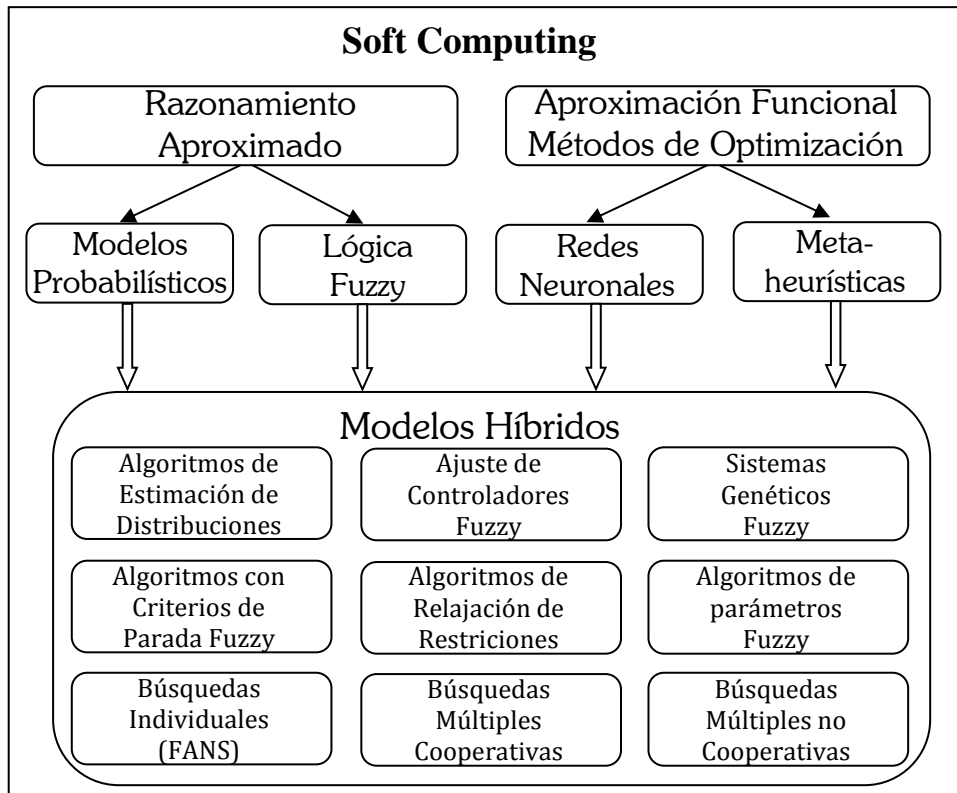 Soft Computing
Razonamiento
Aproximado
Aproximación Funcional
Métodos de Optimización
Modelos
Probabilísticos
Lógica
Fuzzy
Redes
Neuronales
Meta-
heurísticas
Modelos Híbridos
Algoritmos de
Estimación de
Distribuciones
Ajuste de
Controladores
Fuzzy
Sistemas
Genéticos
Fuzzy
Algoritmos con
Criterios de
Parada Fuzzy
Algoritmos de
Relajación de
Restriciones
Algoritmos de
parámetros
Fuzzy
Búsquedas
Individuales
(FANS)
Búsquedas
Múltiples
Cooperativas
Búsquedas
Múltiples no
Cooperativas